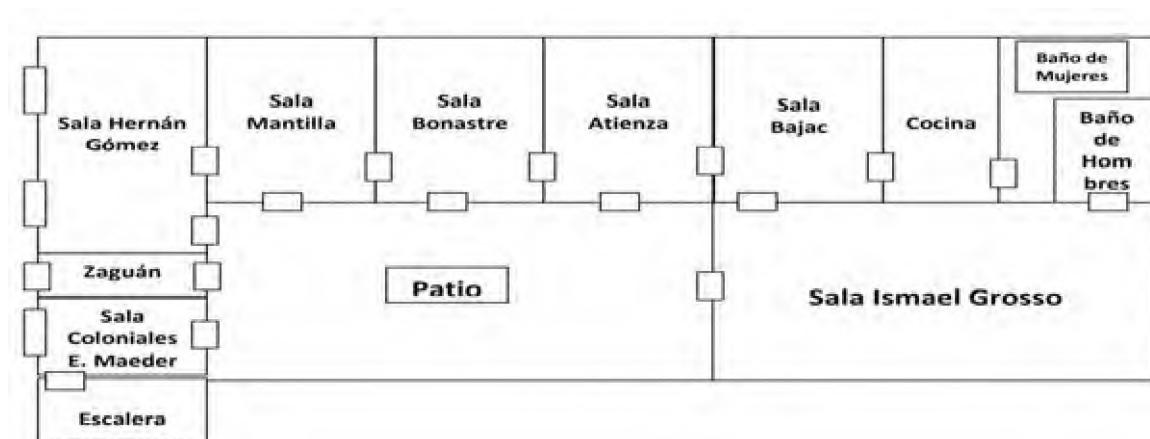 Sala Hernán
Gómez
Sala
Mantilla
Sala
Bonastre
Sala
Atienza
Sala
Bajac
Cocina
Baño de
Mujeres
Baño
de
Hom
bres
Zaguán
Patio
Sala Ismael Grosso
Sala
Coloniales
E. Maeder
Escalera